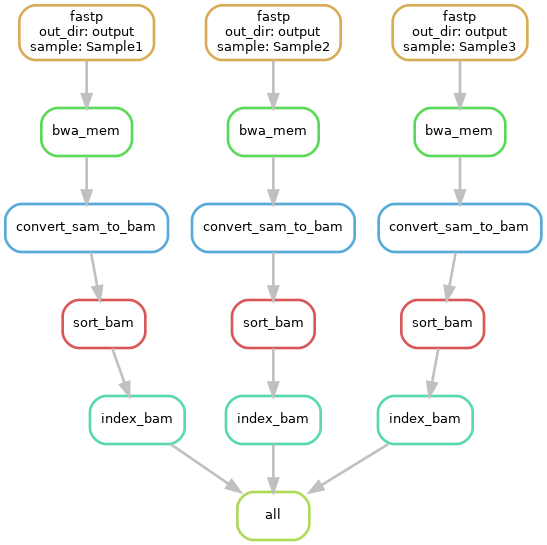 fastp
out_dir: output
sample: Sample1
fastp
out_dir: output
sample: Sample2
fastp
out_dir: output
sample: Sample3
bwa_mem
bwa_mem
bwa_mem
convert_sam_to_bam
convert_sam_to_bam
convert_sam_to_bam
sort_bam
sort_bam
sort_bam
index_bam
index_bam
index_bam
all